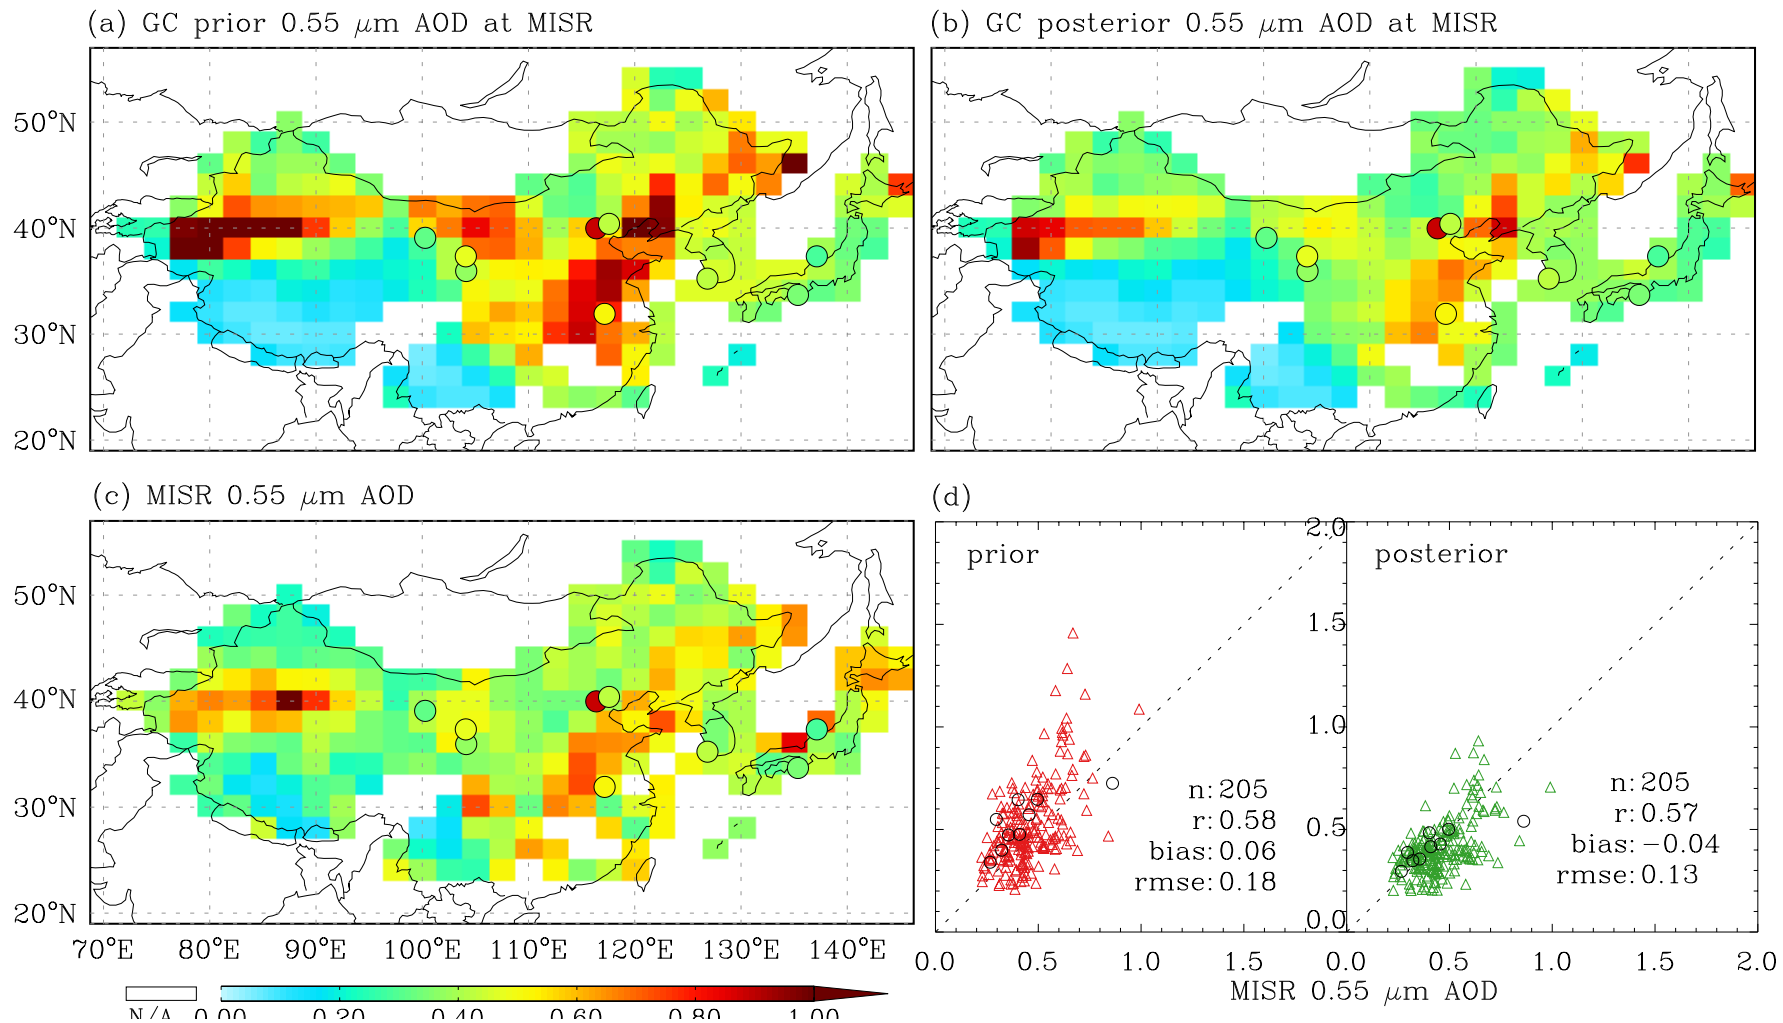 (a) GC prior 0.55 μm AOD at MISR
(b) GC posterior 0.55 μm AOD at MISR
50°N
40°N
30°N
20°N
(c) MISR 0.55 μm AOD
(d)
50°N
40°N
30°N
20°N
70°E 80°E 90°E 100°E 110°E 120°E 130°E 140°E
N/A 0.00 0.20 0.40 0.60 0.80 1.00
prior
n: 205
r: 0.58
bias: 0.06
rmse: 0.18
2.0
1.5
1.0
0.5
0.0
posterior
n: 205
r: 0.57
bias: −0.04
rmse: 0.13
0.0 0.5 1.0 0.5 1.0 1.5 2.0
MISR 0.55 μm AOD